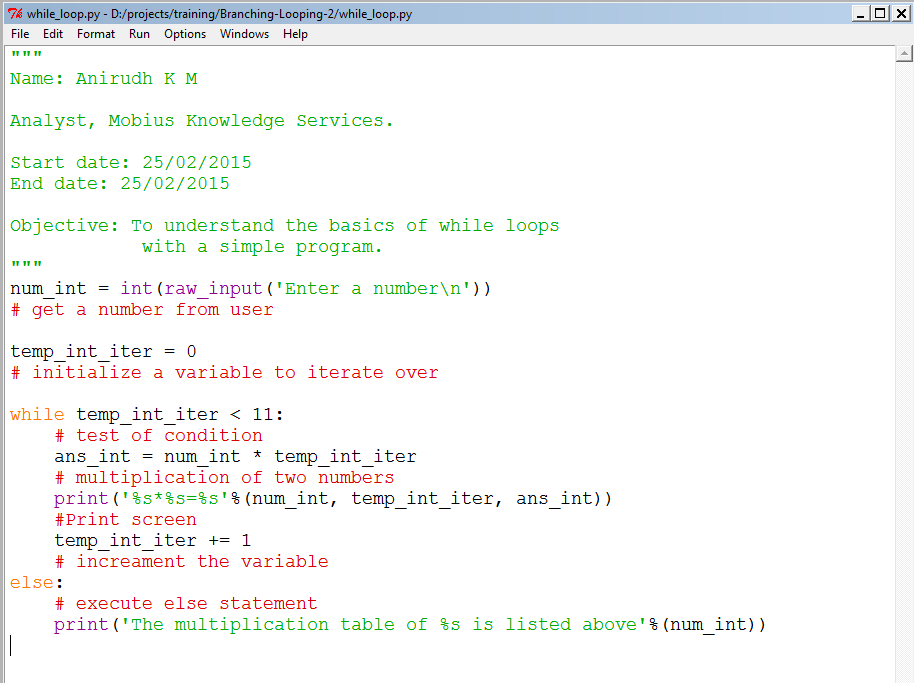 while_loop.py - D:/projects/training/Branching-Looping-2/while_loop.py
File Edit Format Run Options Windows Help
"""
Name: Anirudh K M
Analyst, Mobius Knowledge Services.
Start date: 25/02/2015
End date: 25/02/2015
Objective: To understand the basics of while loops
            with a simple program.
"""
num_int = int(raw_input('Enter a number\n'))
# get a number from user
temp_int_iter = 0
# initialize a variable to iterate over
while temp_int_iter < 11:
    # test of condition
    ans_int = num_int * temp_int_iter
    # multiplication of two numbers
    print('%s*%s=%s'%(num_int, temp_int_iter, ans_int))
    #Print screen
    temp_int_iter += 1
    # increament the variable
else:
    # execute else statement
    print('The multiplication table of %s is listed above'%(num_int))